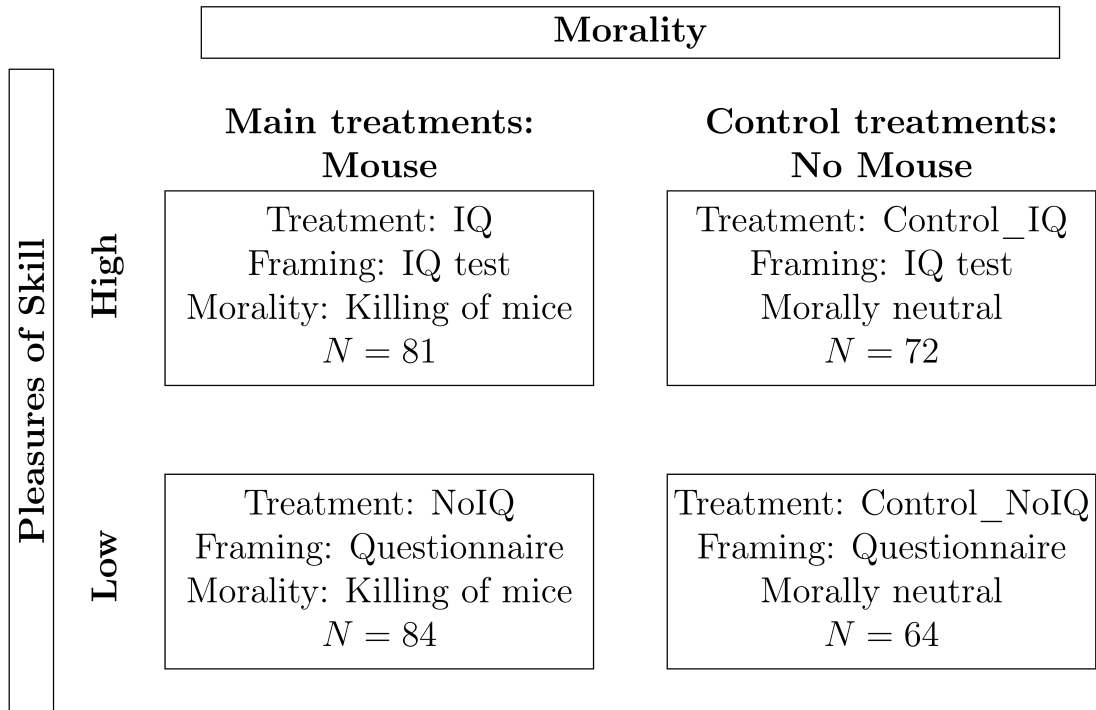 Morality
Pleasures of Skill
Main treatments:
Mouse
Control treatments:
No Mouse
High
Treatment: IQ
Framing: IQ test
Morality: Killing of mice
N = 81
Treatment: Control_IQ
Framing: IQ test
Morally neutral
N = 72
Low
Treatment: NoIQ
Framing: Questionnaire
Morality: Killing of mice
N = 84
Treatment: Control_NoIQ
Framing: Questionnaire
Morally neutral
N = 64